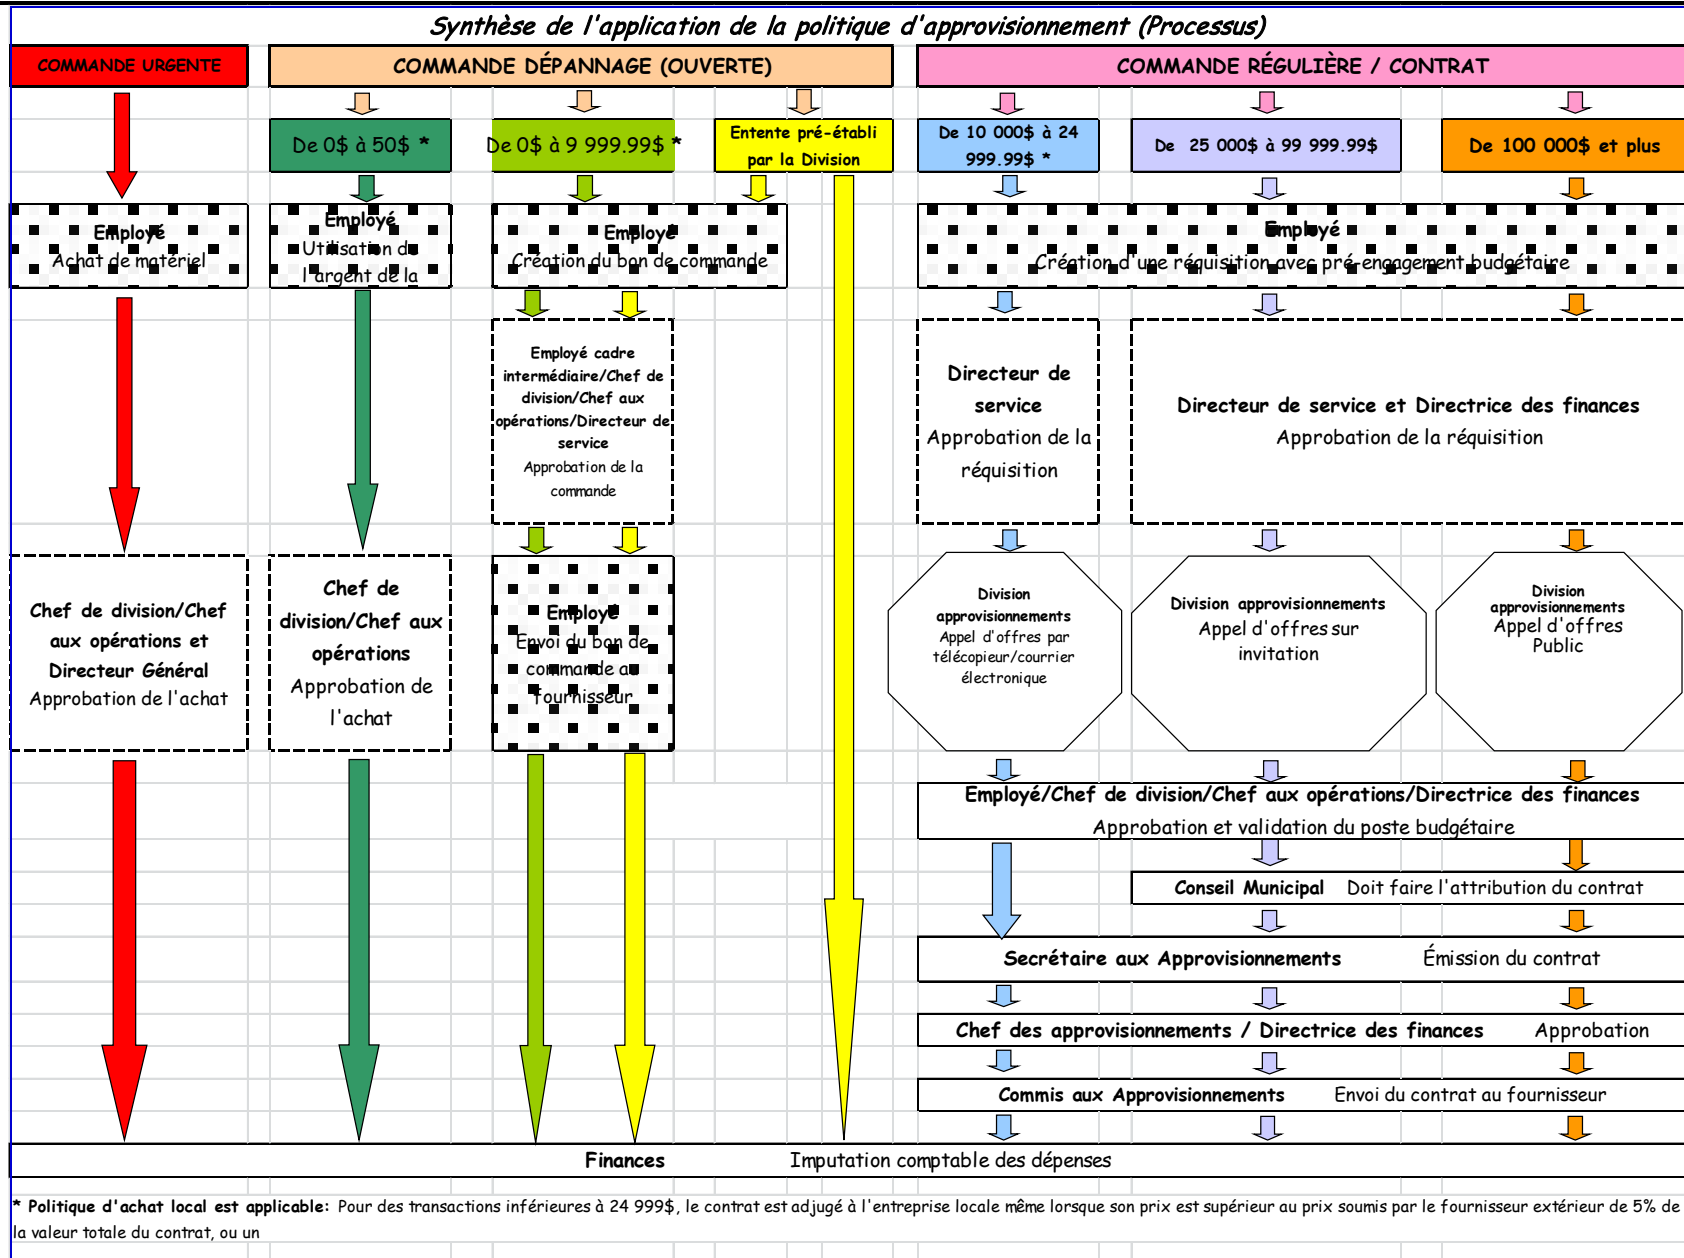 Synthèse de l'application de la politique d'approvisionnement (Processus)
COMMANDE URGENTE
COMMANDE DÉPANNAGE (OUVERTE)
COMMANDE RÉGULIÈRE / CONTRAT
De 0$ à 50$ *
De 0$ à 9 999.99$ *
Entente pré-établi
par la Division
De 10 000$ à 24
999.99$ *
De 25 000$ à 99 999.99$
De 100 000$ et plus
Employé
Achat de matériel
Employé
Utilisation de
l'argent de la
Employé
Création du bon de commande
Employé
Création d'une réquisition avec pré-engagement budgétaire
Employé cadre
intermédiaire/Chef de
division/Chef aux
opérations/Directeur de
service
Approbation de la
commande
Directeur de
service
Approbation de la
réquisition
Directeur de service et Directrice des finances
Approbation de la réquisition
Chef de division/Chef
aux opérations et
Directeur Général
Approbation de l'achat
Chef de
division/Chef aux
opérations
Approbation de
l'achat
Employé
Envoi du bon de
commande au
fournisseur
Division
approvisionnements
Appel d'offres par
télécopieur/courrier
électronique
Division approvisionnements
Appel d'offres sur
invitation
Division
approvisionnements
Appel d'offres
Public
Employé/Chef de division/Chef aux opérations/Directrice des finances
Approbation et validation du poste budgétaire
Conseil Municipal Doit faire l'attribution du contrat
Secrétaire aux Approvisionnements Émission du contrat
Chef des approvisionnements / Directrice des finances Approbation
Commis aux Approvisionnements Envoi du contrat au fournisseur
Finances Imputation comptable des dépenses
* Politique d'achat local est applicable: Pour des transactions inférieures à 24 999$, le contrat est adjugé à l'entreprise locale même lorsque son prix est supérieur au prix soumis par le fournisseur extérieur de 5% de
la valeur totale du contrat, ou un